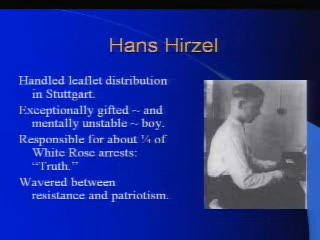 Hans Hirzel
Handled leaflet distribution
in Stuttgart.
Exceptionally gifted ~ and
mentally unstable ~ boy.
Responsible for about ¼ of
White Rose arrests:
“Truth.”
Wavered between
resistance and patriotism.